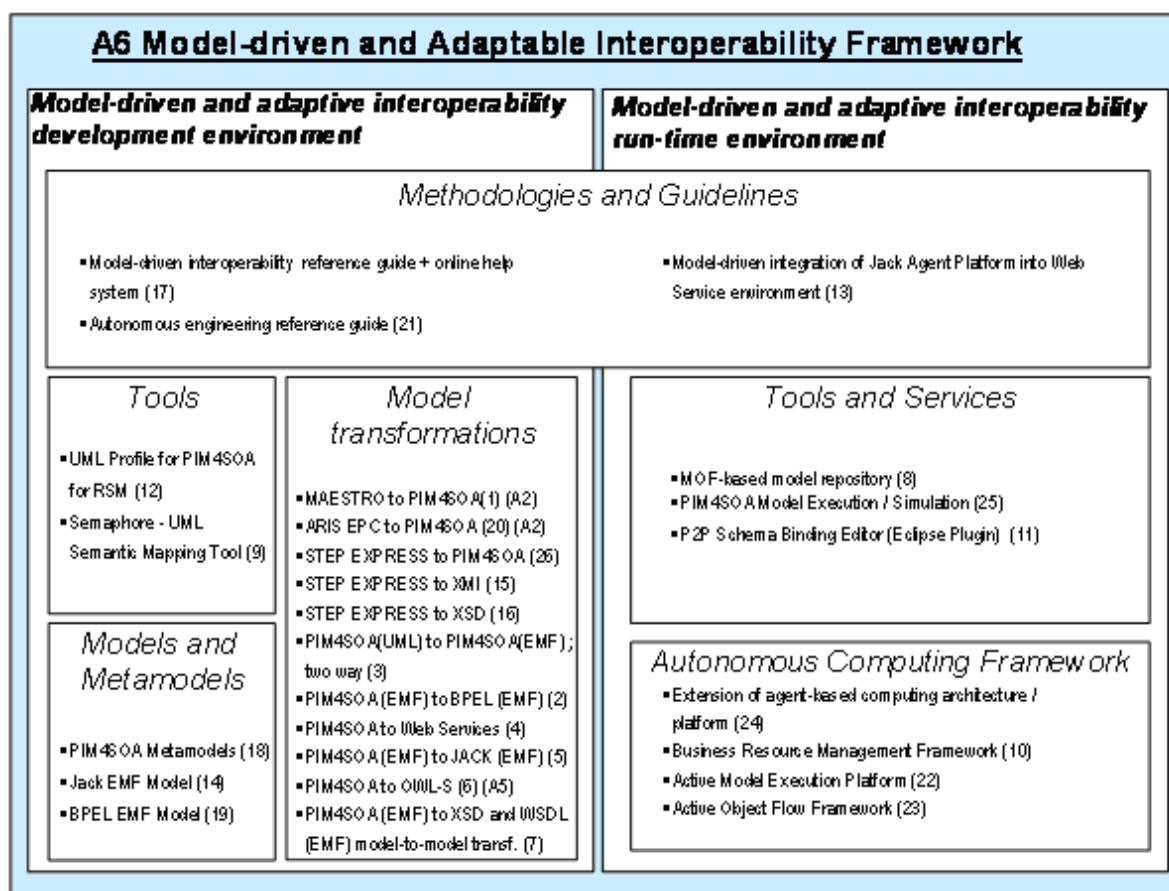 A6 Model-driven and Adaptable Interoperability Framework
Model-driven and adaptive interoperability
development environment
Model-driven and adaptive interoperability
run-time environment
Methodologies and Guidelines
▪Model-driven interoperability reference guide + online help
system (17)
▪Autonomous engineering reference guide (21)
▪Model-driven integration of Jack Agent Platform into Web
Service environment (13)
Tools
▪UML Profile for PIM4SOA
for RSM (12)
▪Semaphore - UML
Semantic Mapping Tool (9)
Models and
Metamodels
▪PIM4SOA Metamodels (18)
▪Jack EMF Model (14)
▪BPEL EMF Model (19)
Model
transformations
▪MAESTRO to PIM4SOA(1) (A2)
▪ARIS EPC to PIM4SOA (20) (A2)
▪STEP EXPRESS to PIM4SOA (26)
▪STEP EXPRESS to XMI (15)
▪STEP EXPRESS to XSD (16)
▪PIM4SOA(UML) to PIM4SOA(EMF) ;
two way (3)
▪PIM4SOA(EMF) to BPEL (EMF) (2)
▪PIM4SOA to Web Services (4)
▪PIM4SOA(EMF) to JACK (EMF) (5)
▪PIM4SOA to OWL-S (6) (A5)
▪PIM4SOA(EMF) to XSD and WSDL
(EMF) model-to-model transf. (7)
Tools and Services
▪MOF-based model repository (8)
▪PIM4SOA Model Execution / Simulation (25)
▪P2P Schema Binding Editor (Eclipse Plugin) (11)
Autonomous Computing Framework
▪Extension of agent-based computing architecture /
platform (24)
▪Business Resource Management Framework (10)
▪Active Model Execution Platform (22)
▪Active Object Flow Framework (23)